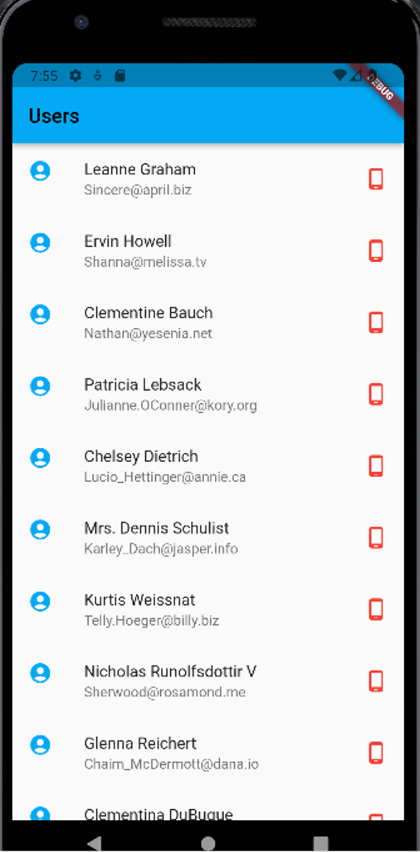 7:55
DEBUG
Users
Leanne Graham
Sincere@april.biz
Ervin Howell
Shanna@melissa.tv
Clementine Bauch
Nathan@yesenia.net
Patricia Lebsack
Julianne.OConner@kory.org
Chelsey Dietrich
Lucio_Hettinger@annie.ca
Mrs. Dennis Schulist
Karley_Dach@jasper.info
Kurtis Weissnat
Telly.Hoeger@billy.biz
Nicholas Runolfsdottir V
Sherwood@rosamond.me
Glenna Reichert
Chaim_McDermott@dana.io
Clementina DuBuque